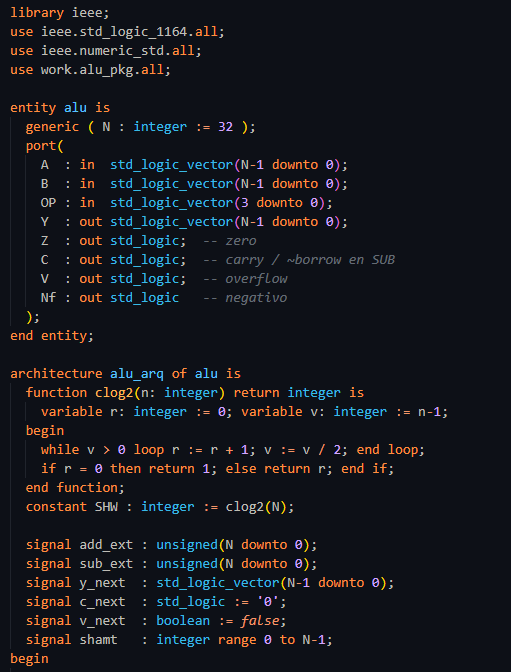 library ieee;
use ieee.std_logic_1164.all;
use ieee.numeric_std.all;
use work.alu_pkg.all;

entity alu is
  generic ( N : integer := 32 );
  port(
    A  : in  std_logic_vector(N-1 downto 0);
    B  : in  std_logic_vector(N-1 downto 0);
    OP : in  std_logic_vector(3 downto 0);
    Y  : out std_logic_vector(N-1 downto 0);
    Z  : out std_logic;  -- zero
    C  : out std_logic;  -- carry / ~borrow en SUB
    V  : out std_logic;  -- overflow
    Nf : out std_logic   -- negativo
  );
end entity;

architecture alu_arq of alu is
  function clog2(n: integer) return integer is
    variable r: integer := 0; variable v: integer := n-1;
  begin
    while v > 0 loop r := r + 1; v := v / 2; end loop;
    if r = 0 then return 1; else return r; end if;
  end function;
  constant SHW : integer := clog2(N);

  signal add_ext : unsigned(N downto 0);
  signal sub_ext : unsigned(N downto 0);
  signal y_next  : std_logic_vector(N-1 downto 0);
  signal c_next  : std_logic := '0';
  signal v_next  : boolean := false;
  signal shamt   : integer range 0 to N-1;
begin